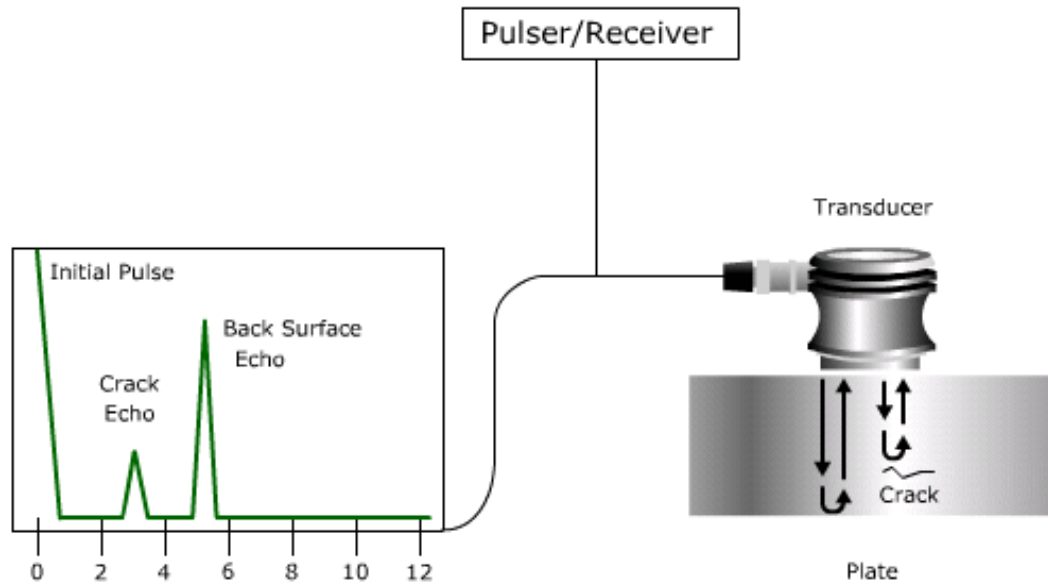 Pulser/Receiver
Transducer
Initial Pulse
Back Surface
Echo
Crack
Echo
Crack
0 2 4 6 8 10 12
Plate